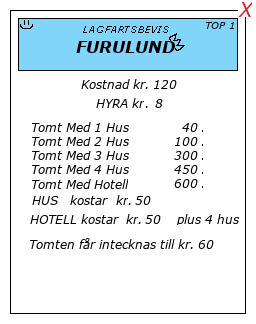 X
TOP 1
LAGFARTSBEVIS
FURULUND
Kostnad kr. 120
HYRA kr. 8
Tomt Med 1 Hus 40 .
Tomt Med 2 Hus 100 .
Tomt Med 3 Hus 300 .
Tomt Med 4 Hus 450 .
Tomt Med Hotell 600 .
HUS kostar kr. 50
HOTELL kostar kr. 50 plus 4 hus
Tomten får intecknas till kr. 60